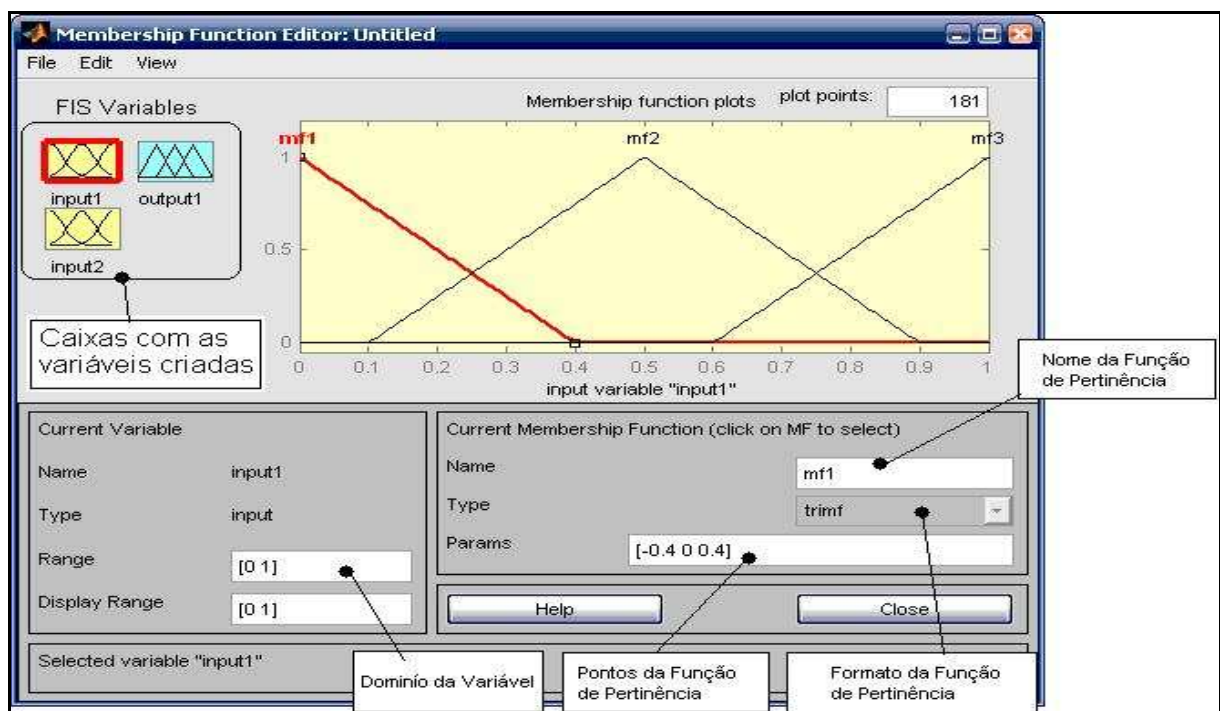 Membership Function Editor: Untitled
File Edit View
FIS Variables
Membership function plots
plot points:
181
input1
output1
input2
mf1
mf2
mf3
1
0.5
0
0 0.1 0.2 0.3 0.4 0.5 0.6 0.7 0.8 0.9 1
input variable "input1"
Caixas com as
variáveis criadas
Nome da Função
de Pertinência
Current Variable
Name input1
Type input
Range [0 1]
Display Range [0 1]
Current Membership Function (click on MF to select)
Name mf1
Type trimf
Params [-0.4 0 0.4]
Help
Close
Selected variable "input1"
Dominío da Variável
Pontos da Função
de Pertinência
Formato da Função
de Pertinência